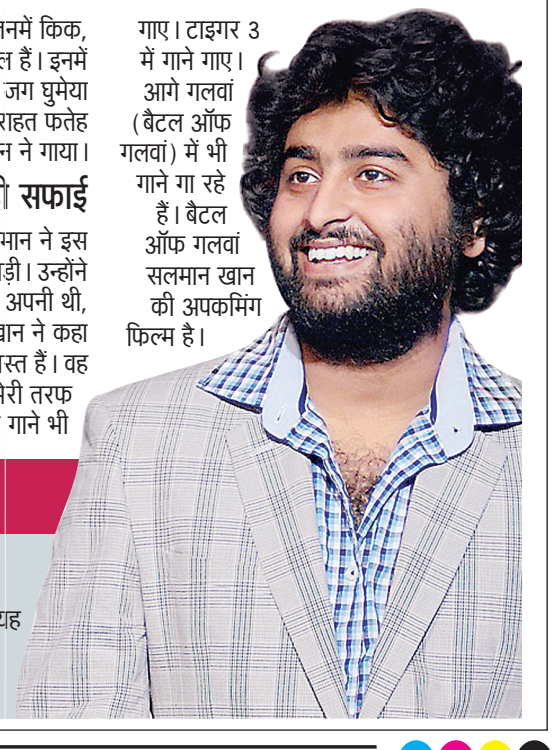 किक,
हैं। इनमें
जग घुमेया
राहत फतेह
ने गाया।
सफाई
ने इस
उन्होंने
अपनी थी,
ने कहा
हैं। वह
मेरी तरफ
गाने भी
यह
गाए। टाइगर 3
में गाने गाए।
आगे गलवां
(बैटल ऑफ
गलवां) में भी
गाने गा रहे
हैं। बैटल
ऑफ गलवां
सलमान खान
की अपकमिंग
फिल्म है।